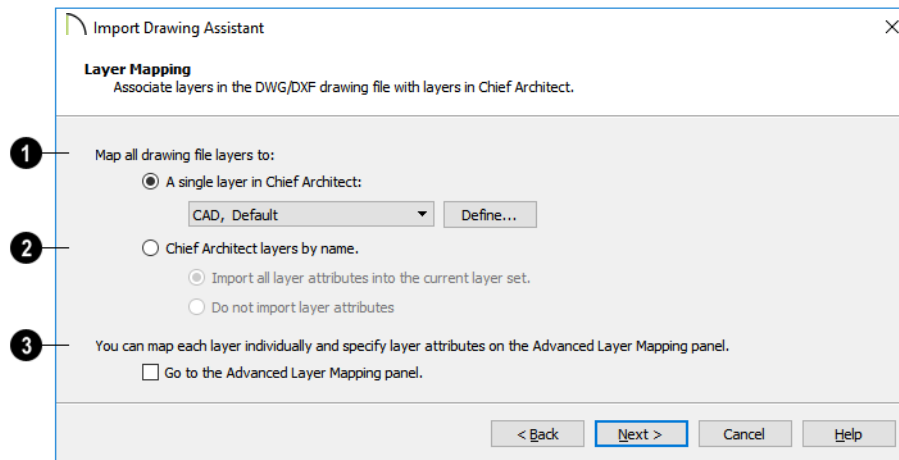 Import Drawing Assistant
Layer Mapping
Associate layers in the DWG/DXF drawing file with layers in Chief Architect.
1
Map all drawing file layers to:
A single layer in Chief Architect:
CAD, Default
Define...
2
Chief Architect layers by name.
Import all layer attributes into the current layer set.
Do not import layer attributes
3
You can map each layer individually and specify layer attributes on the Advanced Layer Mapping panel.
Go to the Advanced Layer Mapping panel.
< Back Next > Cancel Help